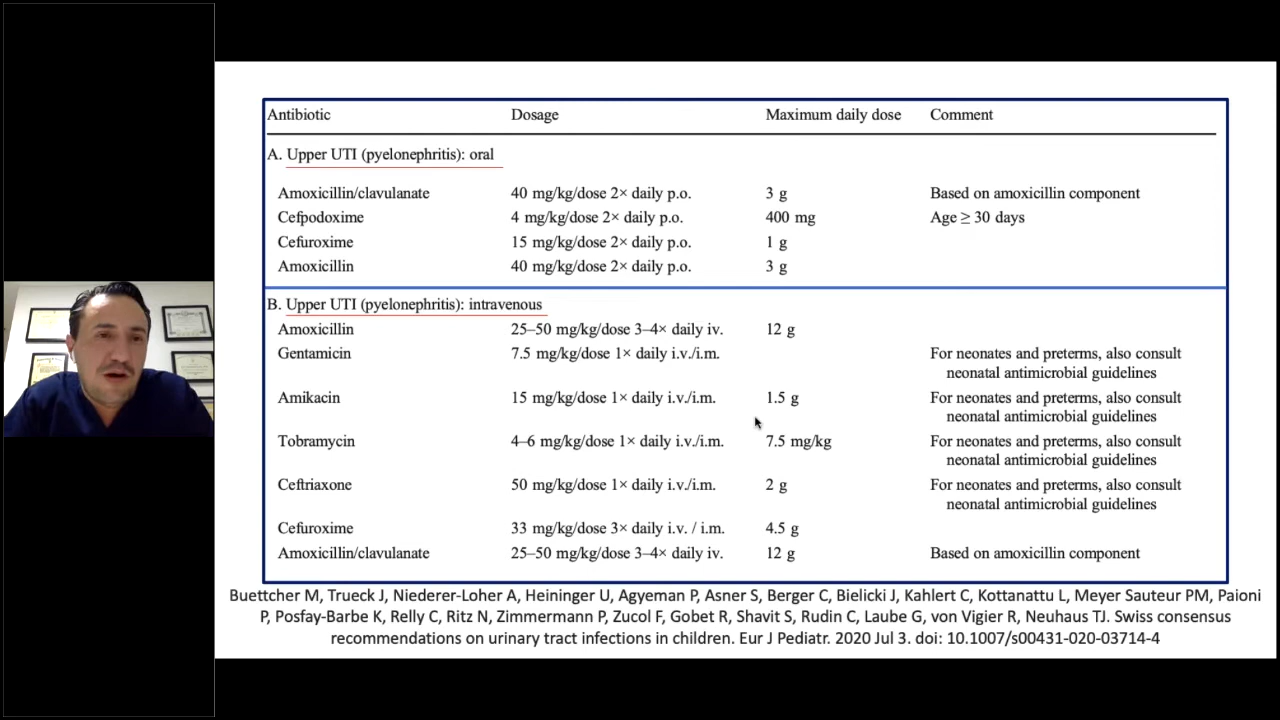 Antibiotic Dosage Maximum daily dose Comment
A. Upper UTI (pyelonephritis): oral
Amoxicillin/clavulanate 40 mg/kg/dose 2× daily p.o. 3 g Based on amoxicillin component
Cefpodoxime 4 mg/kg/dose 2× daily p.o. 400 mg Age ≥ 30 days
Cefuroxime 15 mg/kg/dose 2× daily p.o. 1 g
Amoxicillin 40 mg/kg/dose 2× daily p.o. 3 g
B. Upper UTI (pyelonephritis): intravenous
Amoxicillin 25–50 mg/kg/dose 3–4× daily iv. 12 g
Gentamicin 7.5 mg/kg/dose 1× daily i.v./i.m. For neonates and preterms, also consult
neonatal antimicrobial guidelines
Amikacin 15 mg/kg/dose 1× daily i.v./i.m. 1.5 g For neonates and preterms, also consult
neonatal antimicrobial guidelines
Tobramycin 4–6 mg/kg/dose 1× daily i.v./i.m. 7.5 mg/kg For neonates and preterms, also consult
neonatal antimicrobial guidelines
Ceftriaxone 50 mg/kg/dose 1× daily i.v./i.m. 2 g For neonates and preterms, also consult
neonatal antimicrobial guidelines
Cefuroxime 33 mg/kg/dose 3× daily i.v. / i.m. 4.5 g
Amoxicillin/clavulanate 25–50 mg/kg/dose 3–4× daily iv. 12 g Based on amoxicillin component
Buettcher M, Trueck J, Niederer-Loher A, Heininger U, Agyeman P, Asner S, Berger C, Bielicki J, Kahlert C, Kottanattu L, Meyer Sauteur PM, Paioni
P, Posfay-Barbe K, Relly C, Ritz N, Zimmermann P, Zucol F, Gobet R, Shavit S, Rudin C, Laube G, von Vigier R, Neuhaus TJ. Swiss consensus
recommendations on urinary tract infections in children. Eur J Pediatr. 2020 Jul 3. doi: 10.1007/s00431-020-03714-4